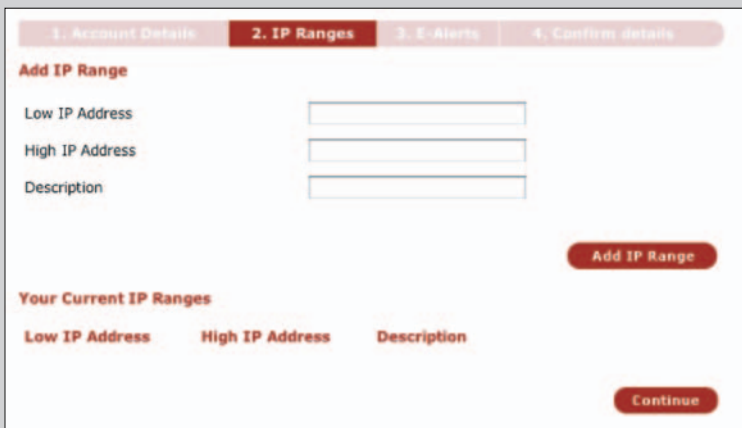 1. Account Details 2. IP Ranges 3. E-Alerts 4. Confirm details
Add IP Range
Low IP Address
High IP Address
Description
Add IP Range
Your Current IP Ranges
Low IP Address High IP Address Description
Continue